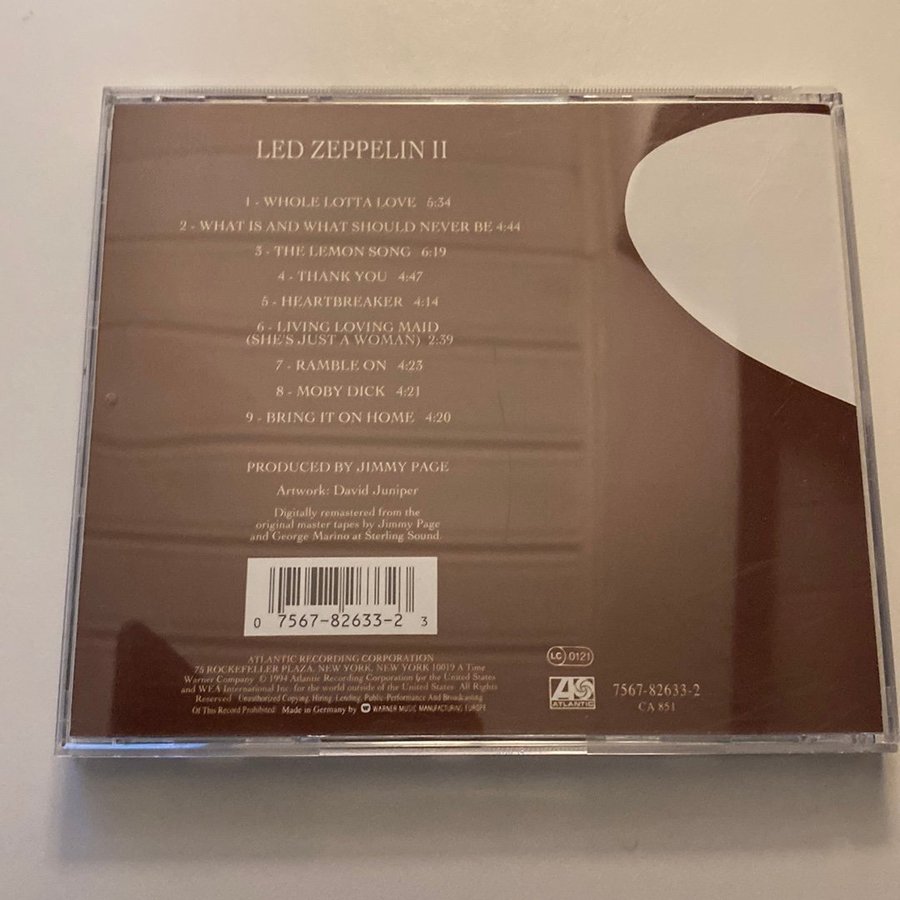 LED ZEPPELIN II
1 - WHOLE LOTTA LOVE 5:34
2 - WHAT IS AND WHAT SHOULD NEVER BE 4:44
3 - THE LEMON SONG 6:19
4 - THANK YOU 4:47
5 - HEARTBREAKER 4:14
6 - LIVING LOVING MAID
(SHE'S JUST A WOMAN) 2:39
7 - RAMBLE ON 4:23
8 - MOBY DICK 4:21
9 - BRING IT ON HOME 4:20
PRODUCED BY JIMMY PAGE
Artwork: David Juniper
Digitally remastered from the
original master tapes by Jimmy Page
and George Marino at Sterling Sound.
0 7567-82633-2 3
ATLANTIC RECORDING CORPORATION
75 ROCKEFELLER PLAZA, NEW YORK, NEW YORK 10019 A Time
Warner Company © 1994 Atlantic Recording Corporation for the United States
and WEA International Inc. for the world outside of the United States. All Rights
Reserved. Unauthorized Copying, Hiring, Lending, Public Performance And Broadcasting
Of This Record Prohibited. Made in Germany by WARNER MUSIC MANUFACTURING EUROPE
LC 0121
ATLANTIC
7567-82633-2
CA 851